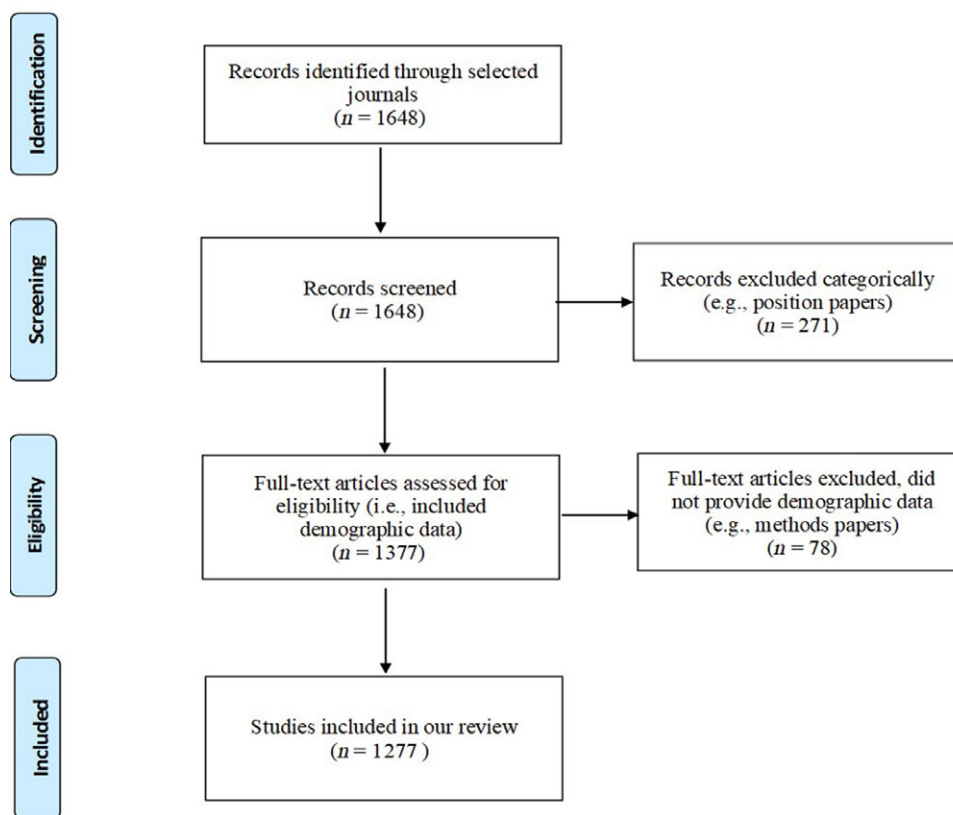 Identification
Records identified through selected
journals
(n = 1648)
Screening
Records screened
(n = 1648)
Records excluded categorically
(e.g., position papers)
(n = 271)
Eligibility
Full-text articles assessed for
eligibility (i.e., included
demographic data)
(n = 1377)
Full-text articles excluded, did
not provide demographic data
(e.g., methods papers)
(n = 78)
Included
Studies included in our review
(n = 1277 )